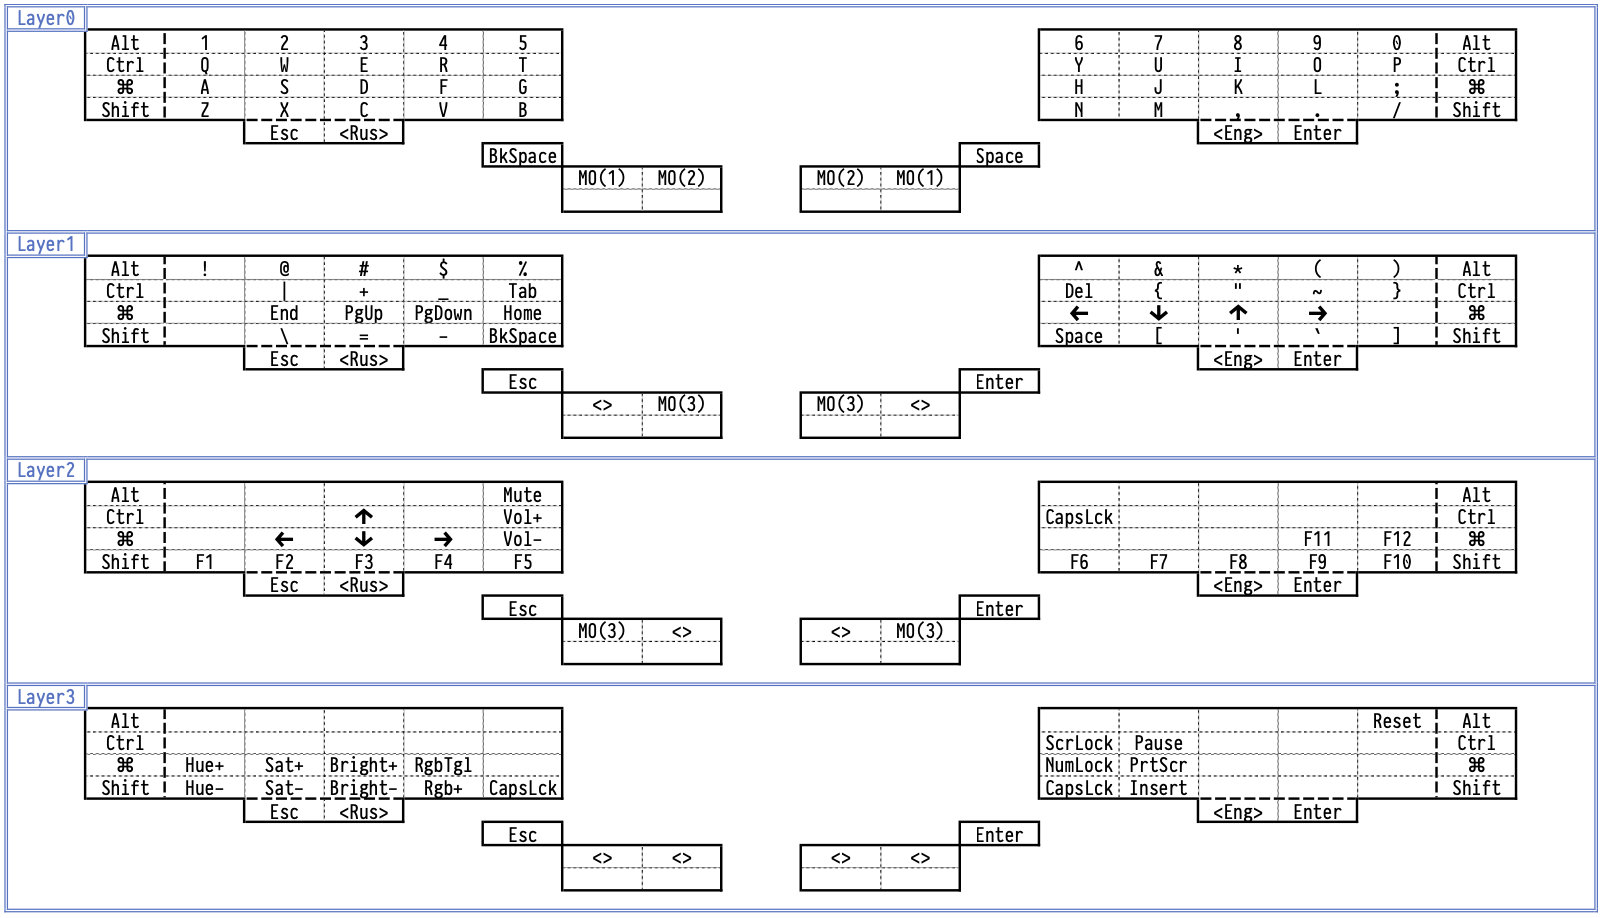 Layer0
Alt 1 2 3 4 5 6 7 8 9 0 Alt
Ctrl Q W E R T Y U I O P Ctrl
⌘ A S D F G H J K L ; ⌘
Shift Z X C V B N M , . / Shift
Esc <Rus> <Eng> Enter
BkSpace Space
MO(1) MO(2) MO(2) MO(1)
Layer1
Alt ! @ # $ % ^ & * ( ) Alt
Ctrl | + _ Tab Del { " ~ } Ctrl
⌘ End PgUp PgDown Home ← ↓ ↑ → ⌘
Shift \ = - BkSpace Space [ ' ` ] Shift
Esc <Rus> <Eng> Enter
Esc Enter
<> MO(3) MO(3) <>
Layer2
Alt Mute Alt
Ctrl ↑ Vol+ CapsLck Ctrl
⌘ ← ↓ → Vol- F11 F12 ⌘
Shift F1 F2 F3 F4 F5 F6 F7 F8 F9 F10 Shift
Esc <Rus> <Eng> Enter
Esc Enter
MO(3) <> <> MO(3)
Layer3
Alt Reset Alt
Ctrl ScrLock Pause Ctrl
⌘ Hue+ Sat+ Bright+ RgbTgl NumLock PrtScr ⌘
Shift Hue- Sat- Bright- Rgb+ CapsLck CapsLck Insert Shift
Esc <Rus> <Eng> Enter
Esc Enter
<> <> <> <>